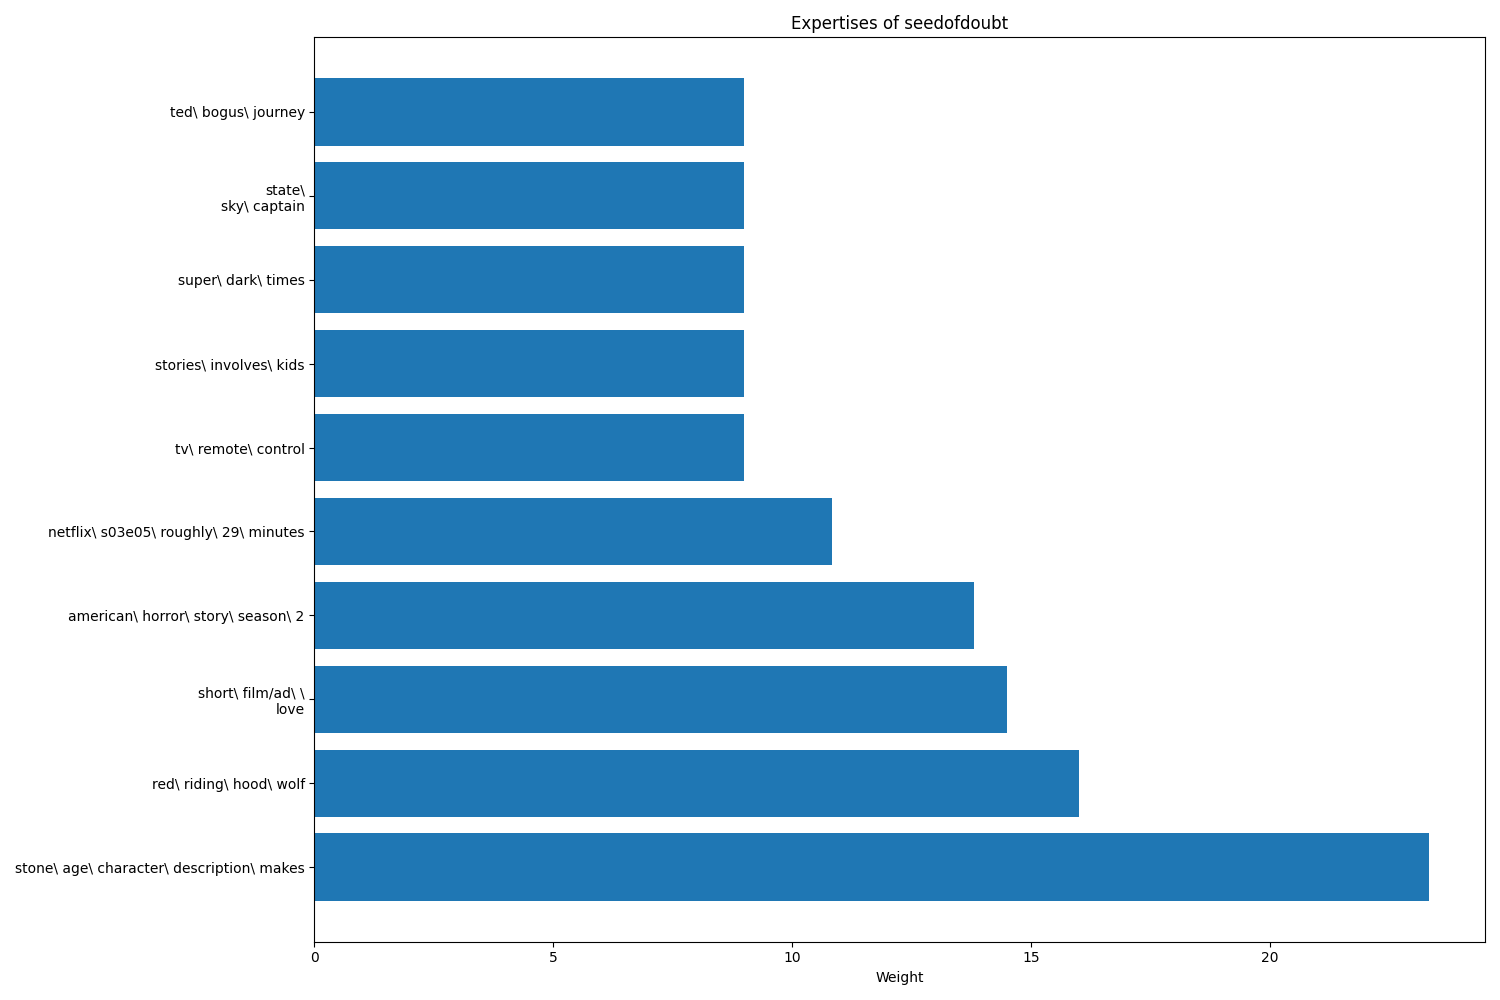 Expertises of seedofdoubt
ted\ bogus\ journey
state\
sky\ captain
super\ dark\ times
stories\ involves\ kids
tv\ remote\ control
netflix\ s03e05\ roughly\ 29\ minutes
american\ horror\ story\ season\ 2
short\ film/ad\ \
love
red\ riding\ hood\ wolf
stone\ age\ character\ description\ makes
0 5 10 15 20
Weight